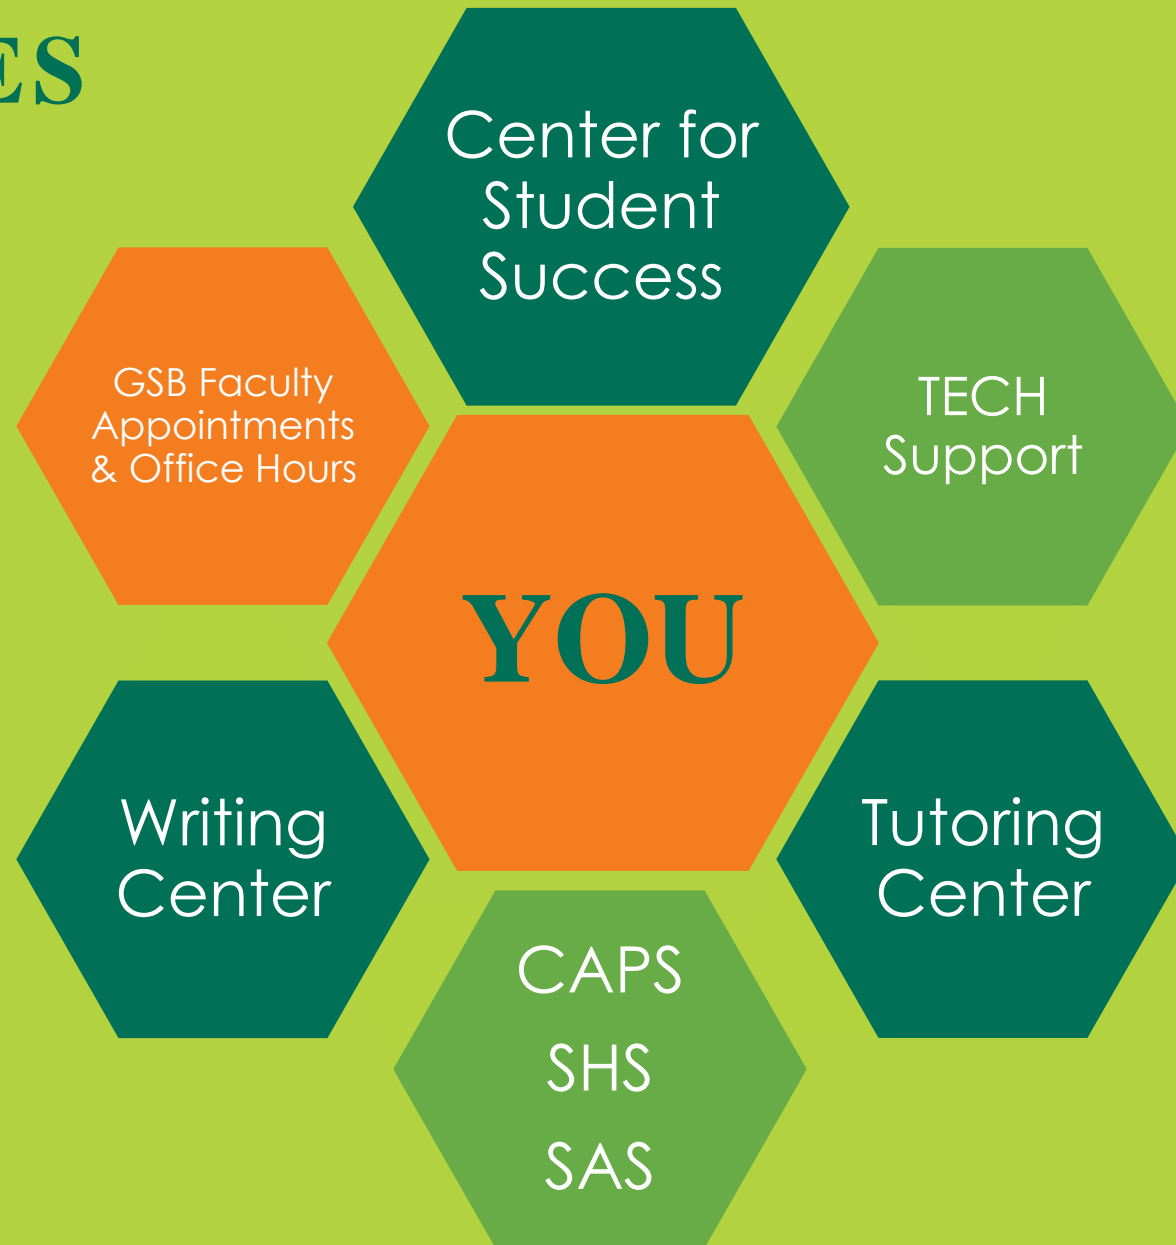 ES
Center for
Student
Success
GSB Faculty
Appointments
& Office Hours
TECH
Support
YOU
Writing
Center
Tutoring
Center
CAPS
SHS
SAS